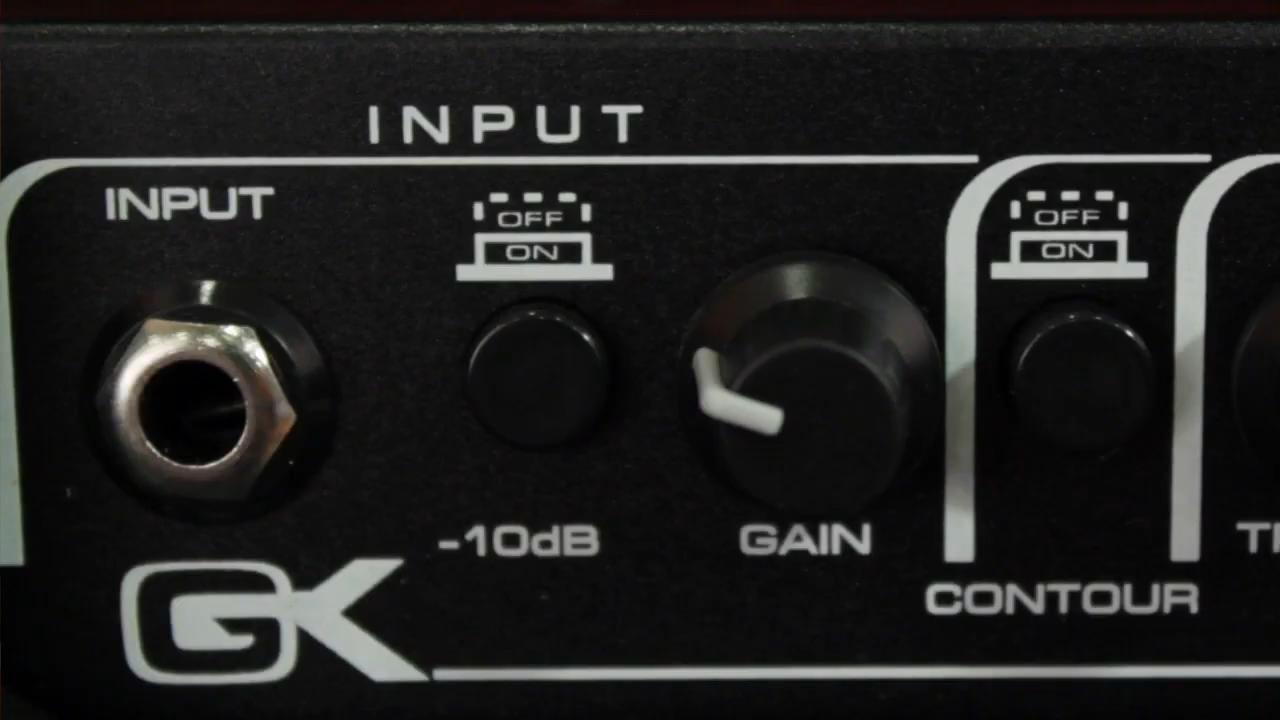 INPUT
INPUT
OFF
ON
OFF
ON
-10dB
GAIN
CONTOUR
GK